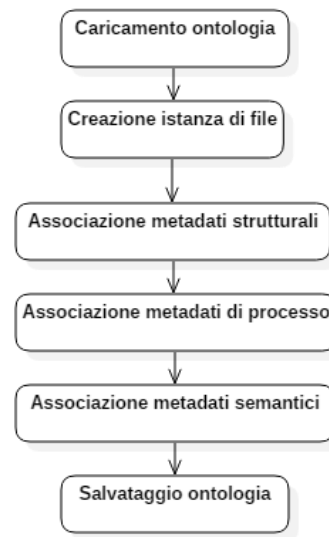 Caricamento ontologia
Creazione istanza di file
Associazione metadati strutturali
Associazione metadati di processo
Associazione metadati semantici
Salvataggio ontologia